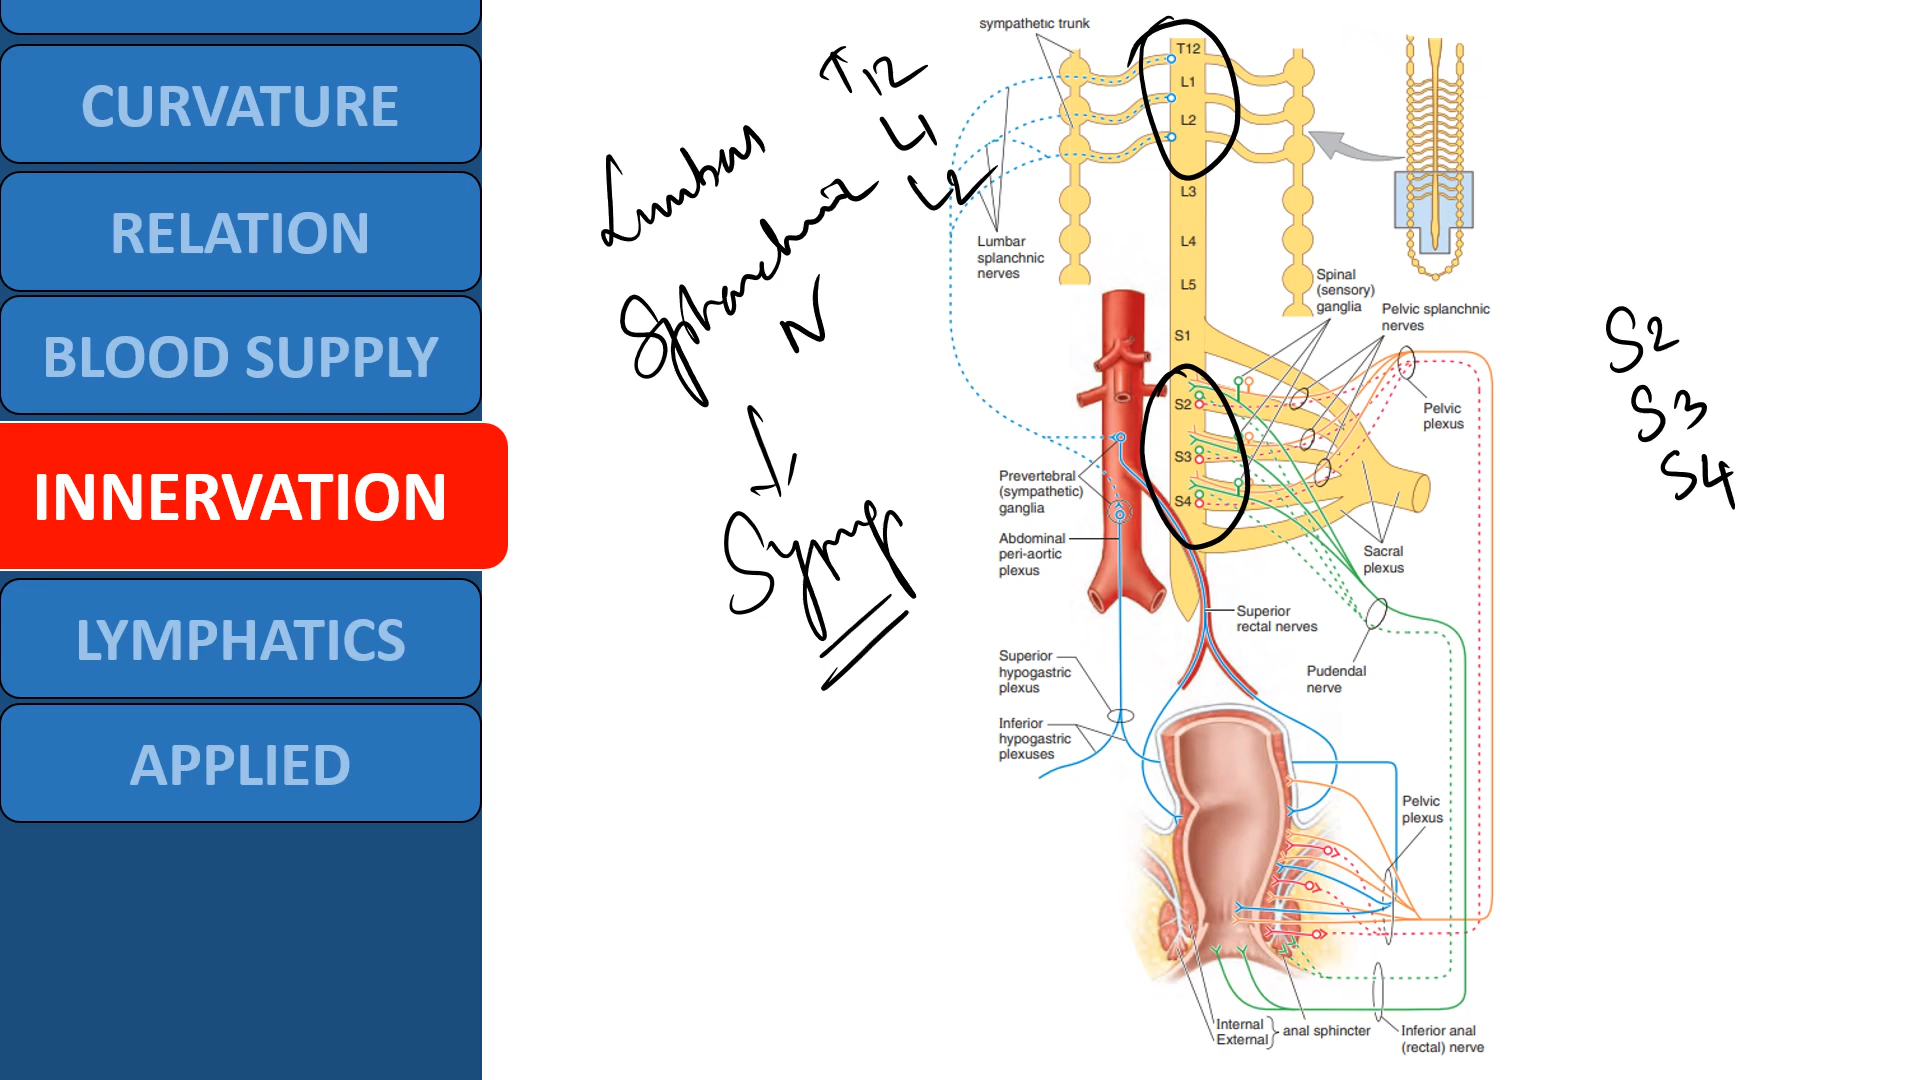 CURVATURE
RELATION
BLOOD SUPPLY
INNERVATION
LYMPHATICS
APPLIED
T12
L1
L2
Lumbar
Splanchnic
N
Symp
sympathetic trunk
T12
L1
L2
L3
L4
L5
S1
S2
S3
S4
Lumbar
splanchnic
nerves
Spinal
(sensory)
ganglia
Pelvic splanchnic
nerves
Pelvic
plexus
Prevertebral
(sympathetic)
ganglia
Abdominal
peri-aortic
plexus
Sacral
plexus
Superior
rectal nerves
Pudendal
nerve
Superior
hypogastric
plexus
Inferior
hypogastric
plexuses
Pelvic
plexus
Internal
External
anal sphincter
Inferior anal
(rectal) nerve
S2
S3
S4